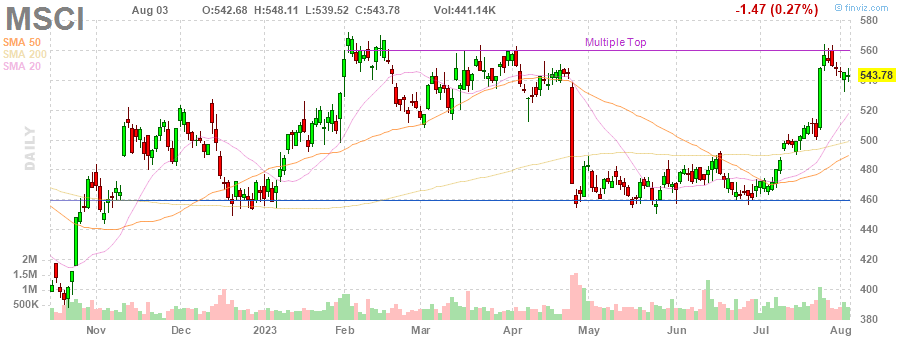 MSCI Aug 03 O:542.68 H:548.11 L:539.52 C:543.78 Vol:441.14K -1.47 (0.27%) © finviz.com
SMA 50
SMA 200
SMA 20
DAILY
Multiple Top
580
560
543.78
540
520
500
480
460
440
420
400
380
2M
1.5M
1M
500K
Nov Dec 2023 Feb Mar Apr May Jun Jul Aug